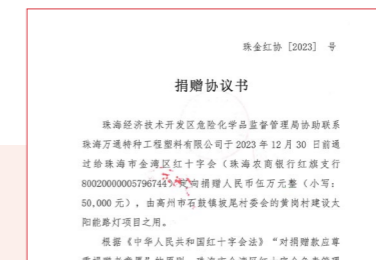 珠金红协 [2023] 号
捐赠协议书
珠海经济技术开发区危险化学品监督管理局协助联系
珠海万通特种工程塑料有限公司于 2023 年 12 月 30 日前通
过给珠海市金湾区红十字会(珠海农商银行红旗支行
80020000005796744)定向捐赠人民币伍万元整(小写:
50,000 元),由高州市石鼓镇坡尾村委会的黄岗村建设太
阳能路灯项目之用。
根据《中华人民共和国红十字会法》“对捐赠款应尊